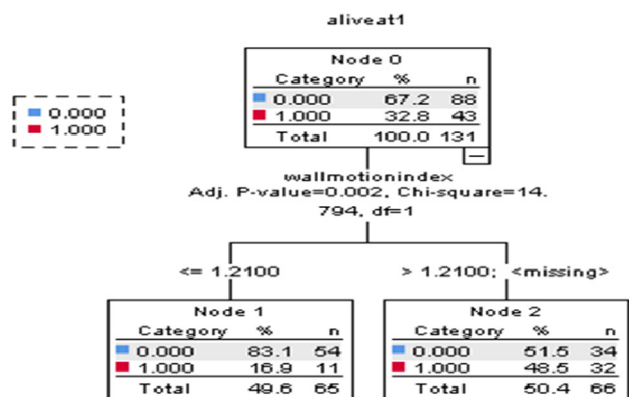 aliveat1
Node 0
Category % n
0.000 67.2 88
1.000 32.8 43
Total 100.0 131
0.000
1.000
wallmotionindex
Adj. P-value=0.002, Chi-square=14.
794, df=1
<= 1.2100
> 1.2100; <missing>
Node 1
Category % n
0.000 83.1 54
1.000 16.9 11
Total 49.6 65
Node 2
Category % n
0.000 51.5 34
1.000 48.5 32
Total 50.4 66